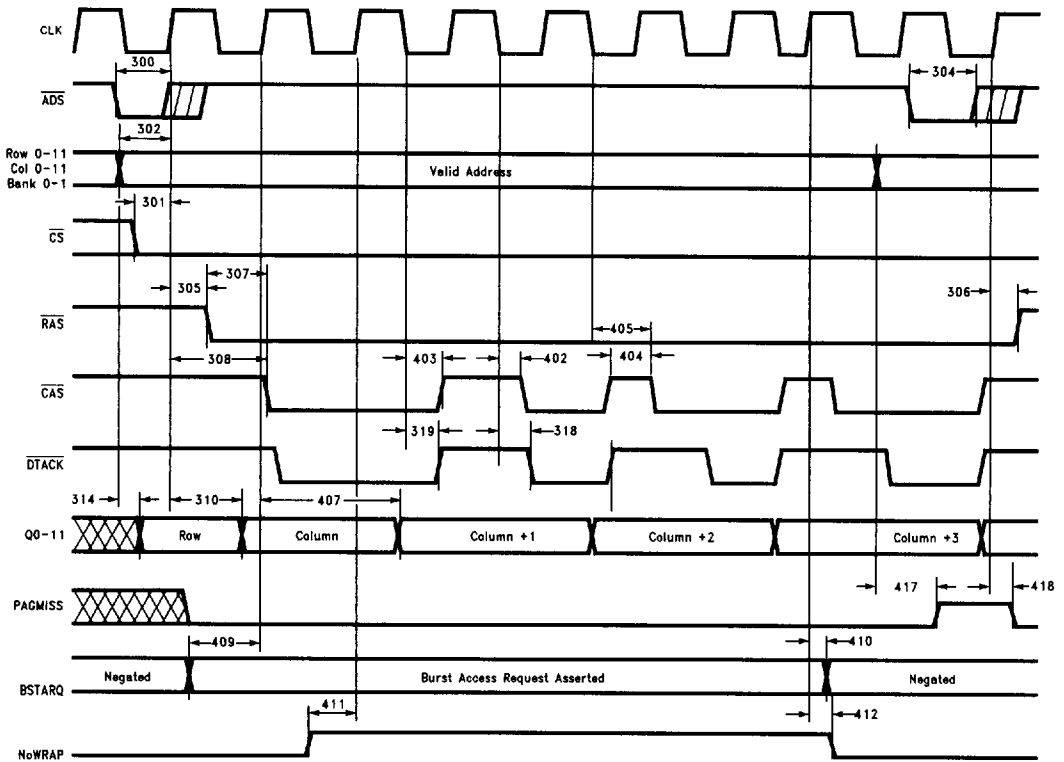 CLK
300
304
ADS
302
Row 0-11
Col 0-11
Bank 0-1
Valid Address
301
CS
307
305
306
RAS
405
308
403
402
404
CAS
319
318
DTACK
314
310
407
Q0-11
Row
Column
Column +1
Column +2
Column +3
417
418
PAGMISS
409
410
BSTARQ
Negated
Burst Access Request Asserted
Negated
411
412
NoWRAP